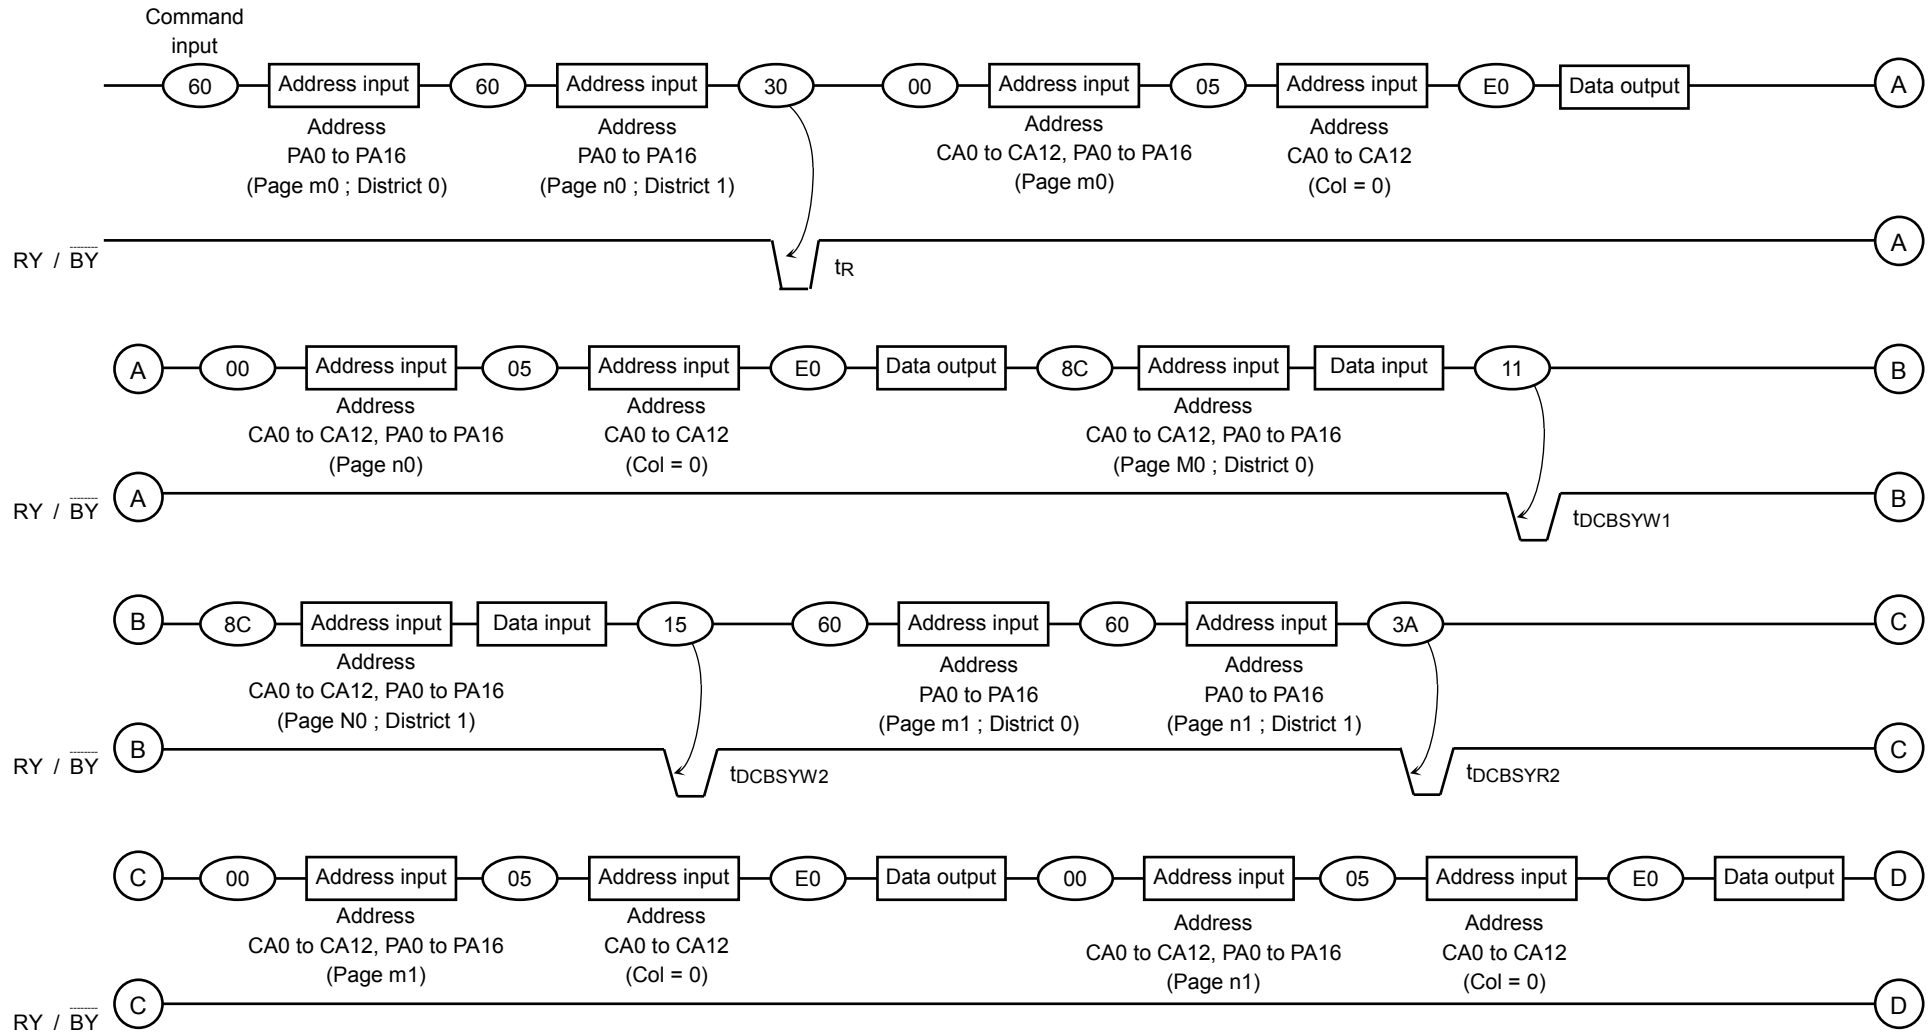 Command
input
60 Address input 60 Address input 30 00 Address input 05 Address input E0 Data output A
Address
PA0 to PA16
(Page m0 ; District 0)
Address
PA0 to PA16
(Page n0 ; District 1)
Address
CA0 to CA12, PA0 to PA16
(Page m0)
Address
CA0 to CA12
(Col = 0)
RY / BY A
tR
A 00 Address input 05 Address input E0 Data output 8C Address input Data input 11 B
Address
CA0 to CA12, PA0 to PA16
(Page n0)
Address
CA0 to CA12
(Col = 0)
Address
CA0 to CA12, PA0 to PA16
(Page M0 ; District 0)
RY / BY A B
tDCBSYW1
B 8C Address input Data input 15 60 Address input 60 Address input 3A C
Address
CA0 to CA12, PA0 to PA16
(Page N0 ; District 1)
Address
PA0 to PA16
(Page m1 ; District 0)
Address
PA0 to PA16
(Page n1 ; District 1)
RY / BY B C
tDCBSYW2
tDCBSYR2
C 00 Address input 05 Address input E0 Data output 00 Address input 05 Address input E0 Data output D
Address
CA0 to CA12, PA0 to PA16
(Page m1)
Address
CA0 to CA12
(Col = 0)
Address
CA0 to CA12, PA0 to PA16
(Page n1)
Address
CA0 to CA12
(Col = 0)
RY / BY C D